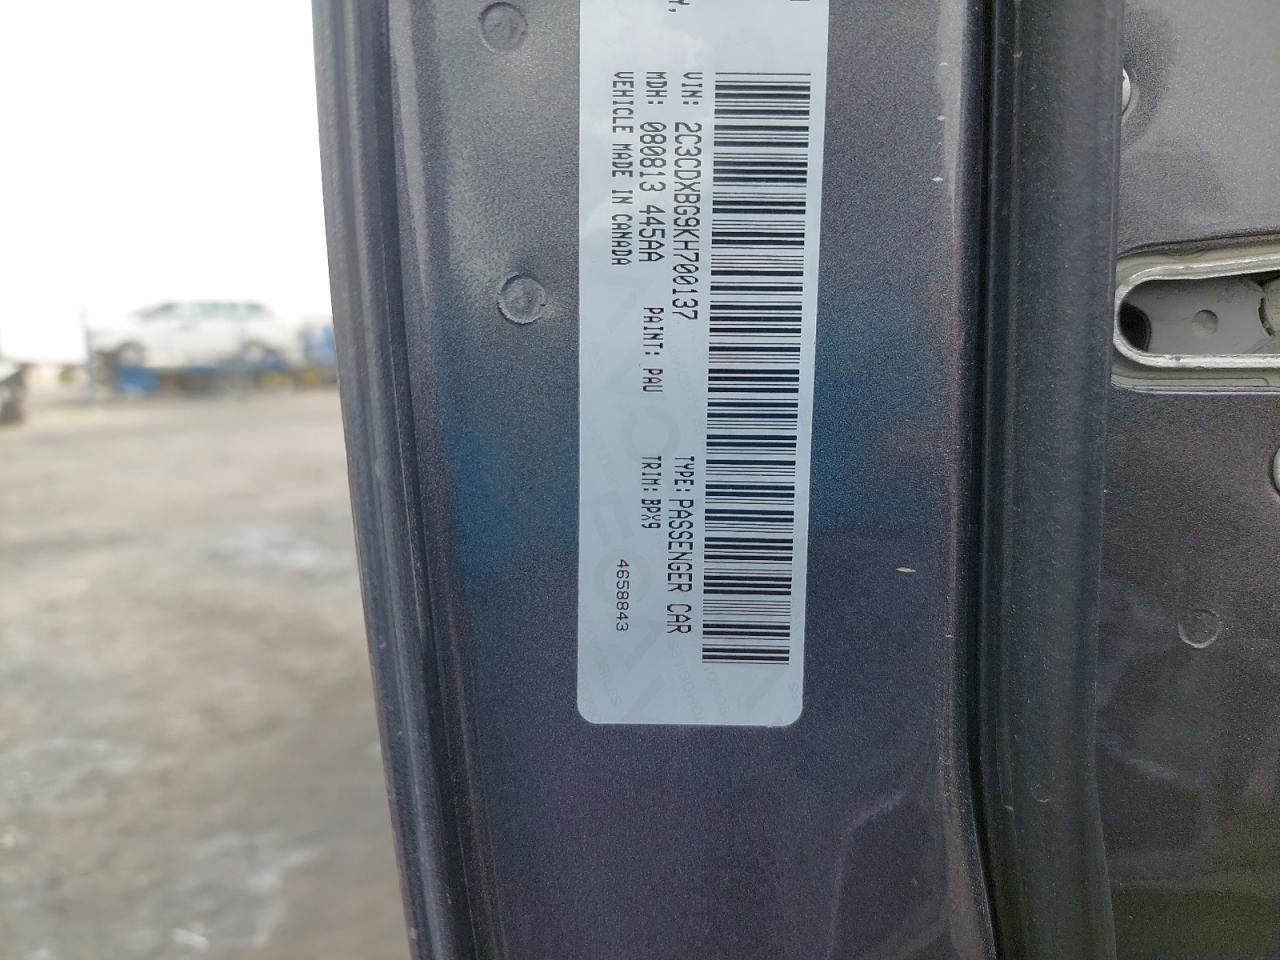 VIN: 2C3CDXBG9KH700137 TYPE: PASSENGER CAR
MDH: 080813 445AA PAINT: PAU TRIM: BPX9
VEHICLE MADE IN CANADA 4658843